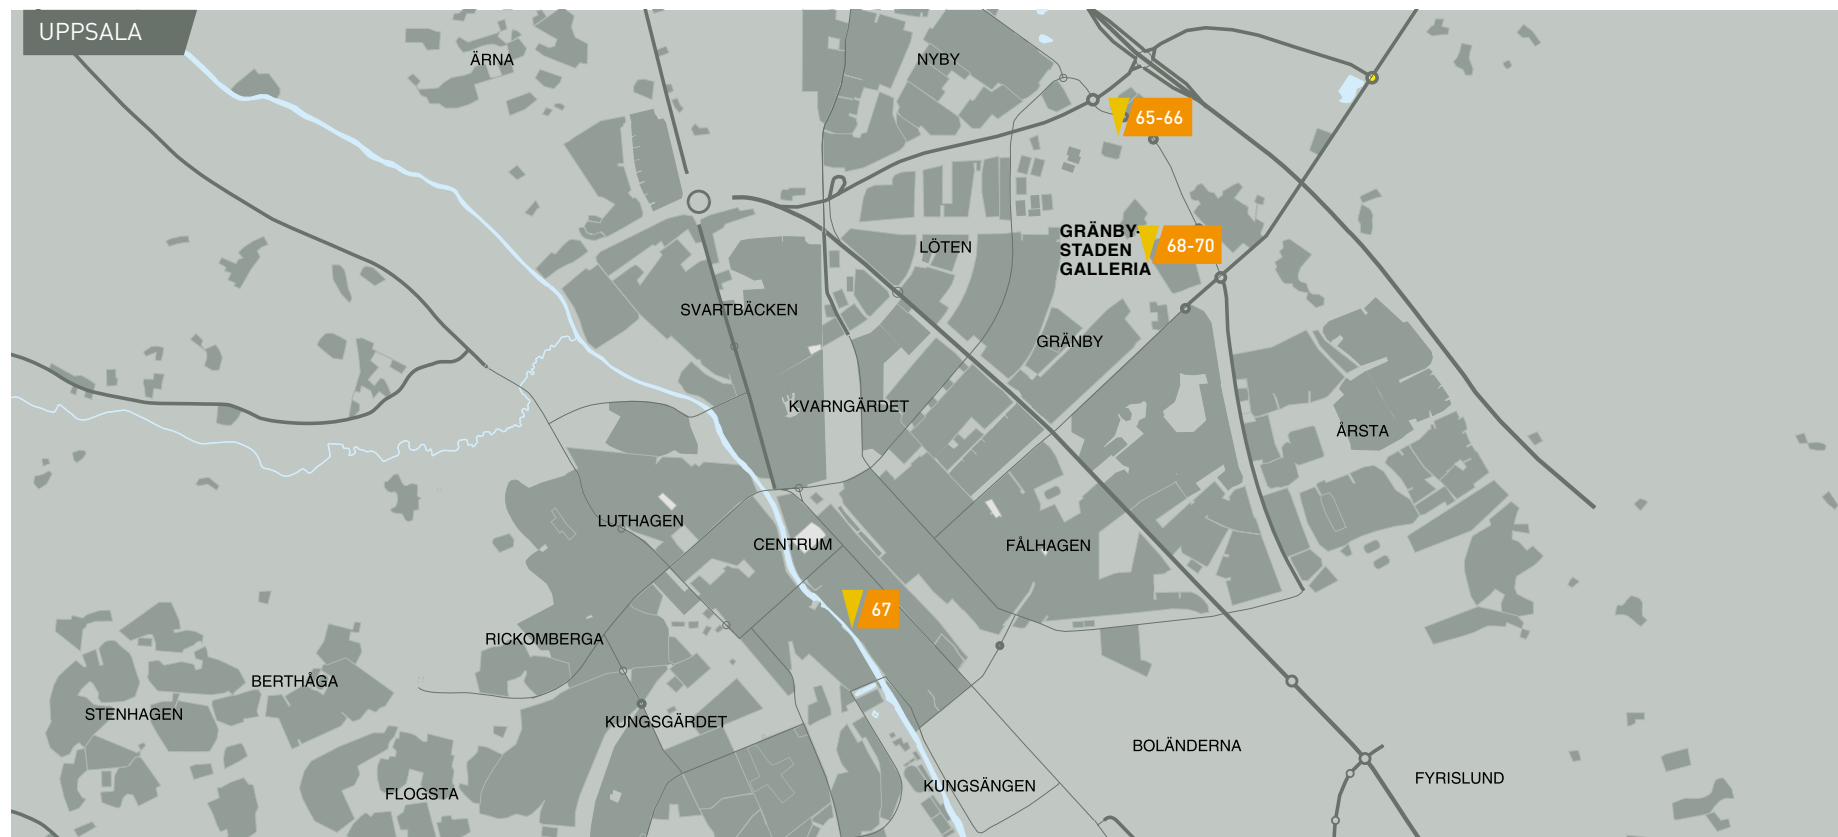 UPPSALA
ÄRNA
NYBY
65-66
GRÄNBY-
STADEN
GALLERIA
68-70
LÖTEN
SVARTBÄCKEN
GRÄNBY
KVARNGÄRDET
ÅRSTA
LUTHAGEN
CENTRUM
FÅLHAGEN
67
RICKOMBERGA
BERTHÅGA
STENHAGEN
KUNGSGÄRDET
BOLÄNDERNA
FYRISLUND
KUNGSÄNGEN
FLOGSTA